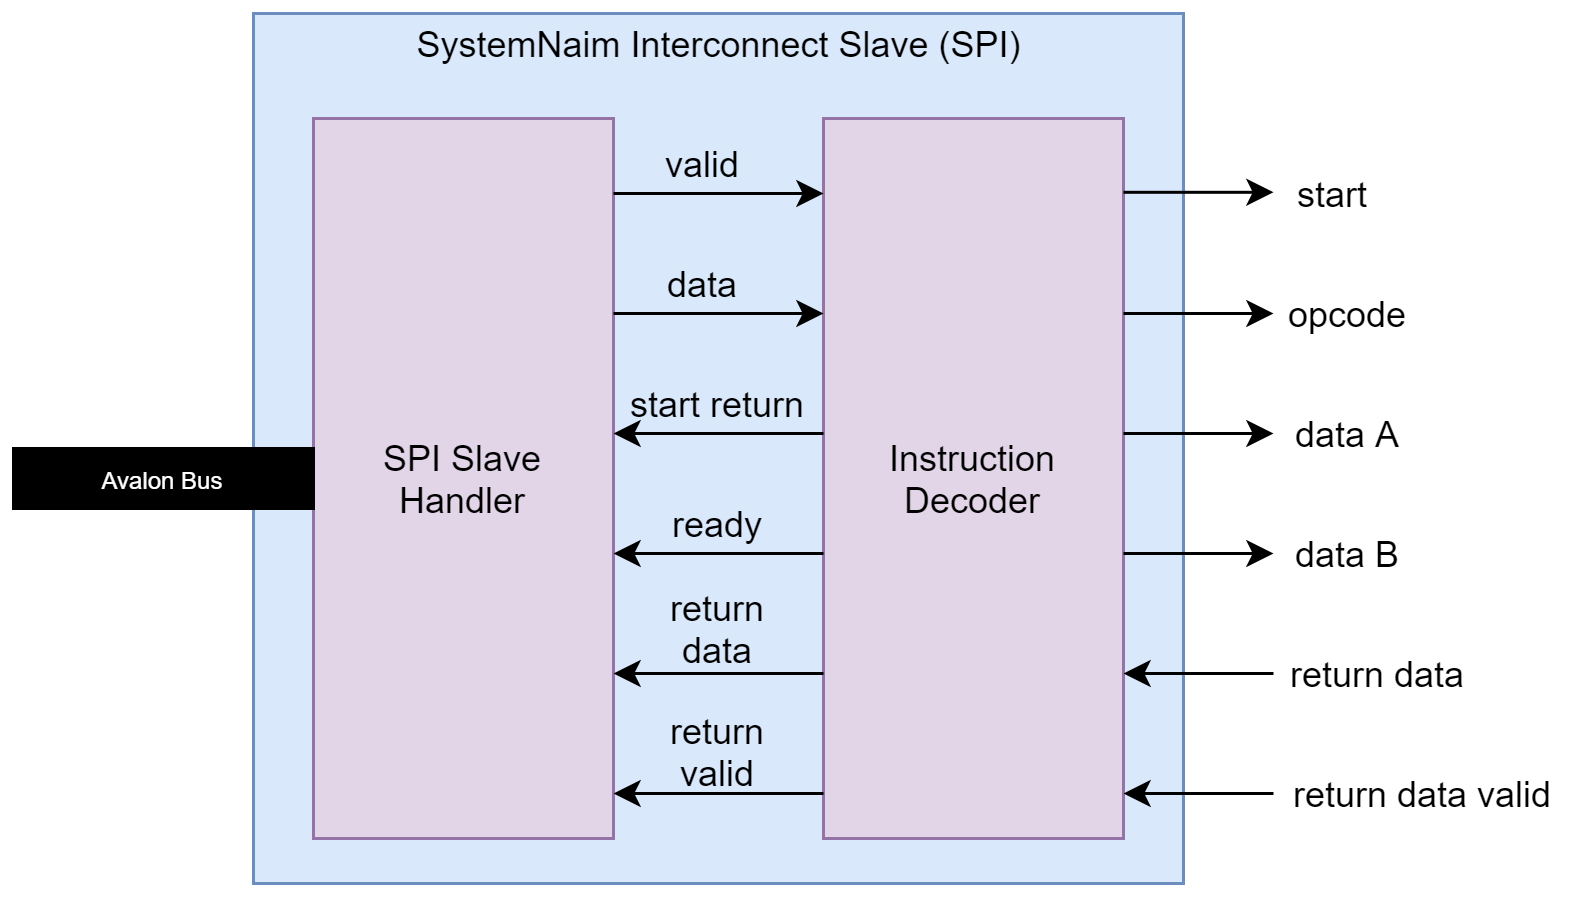 SystemNaim Interconnect Slave (SPI)
valid
start
data
opcode
start return
data A
SPI Slave
Handler
Instruction
Decoder
Avalon Bus
ready
data B
return
data
return data
return
valid
return data valid